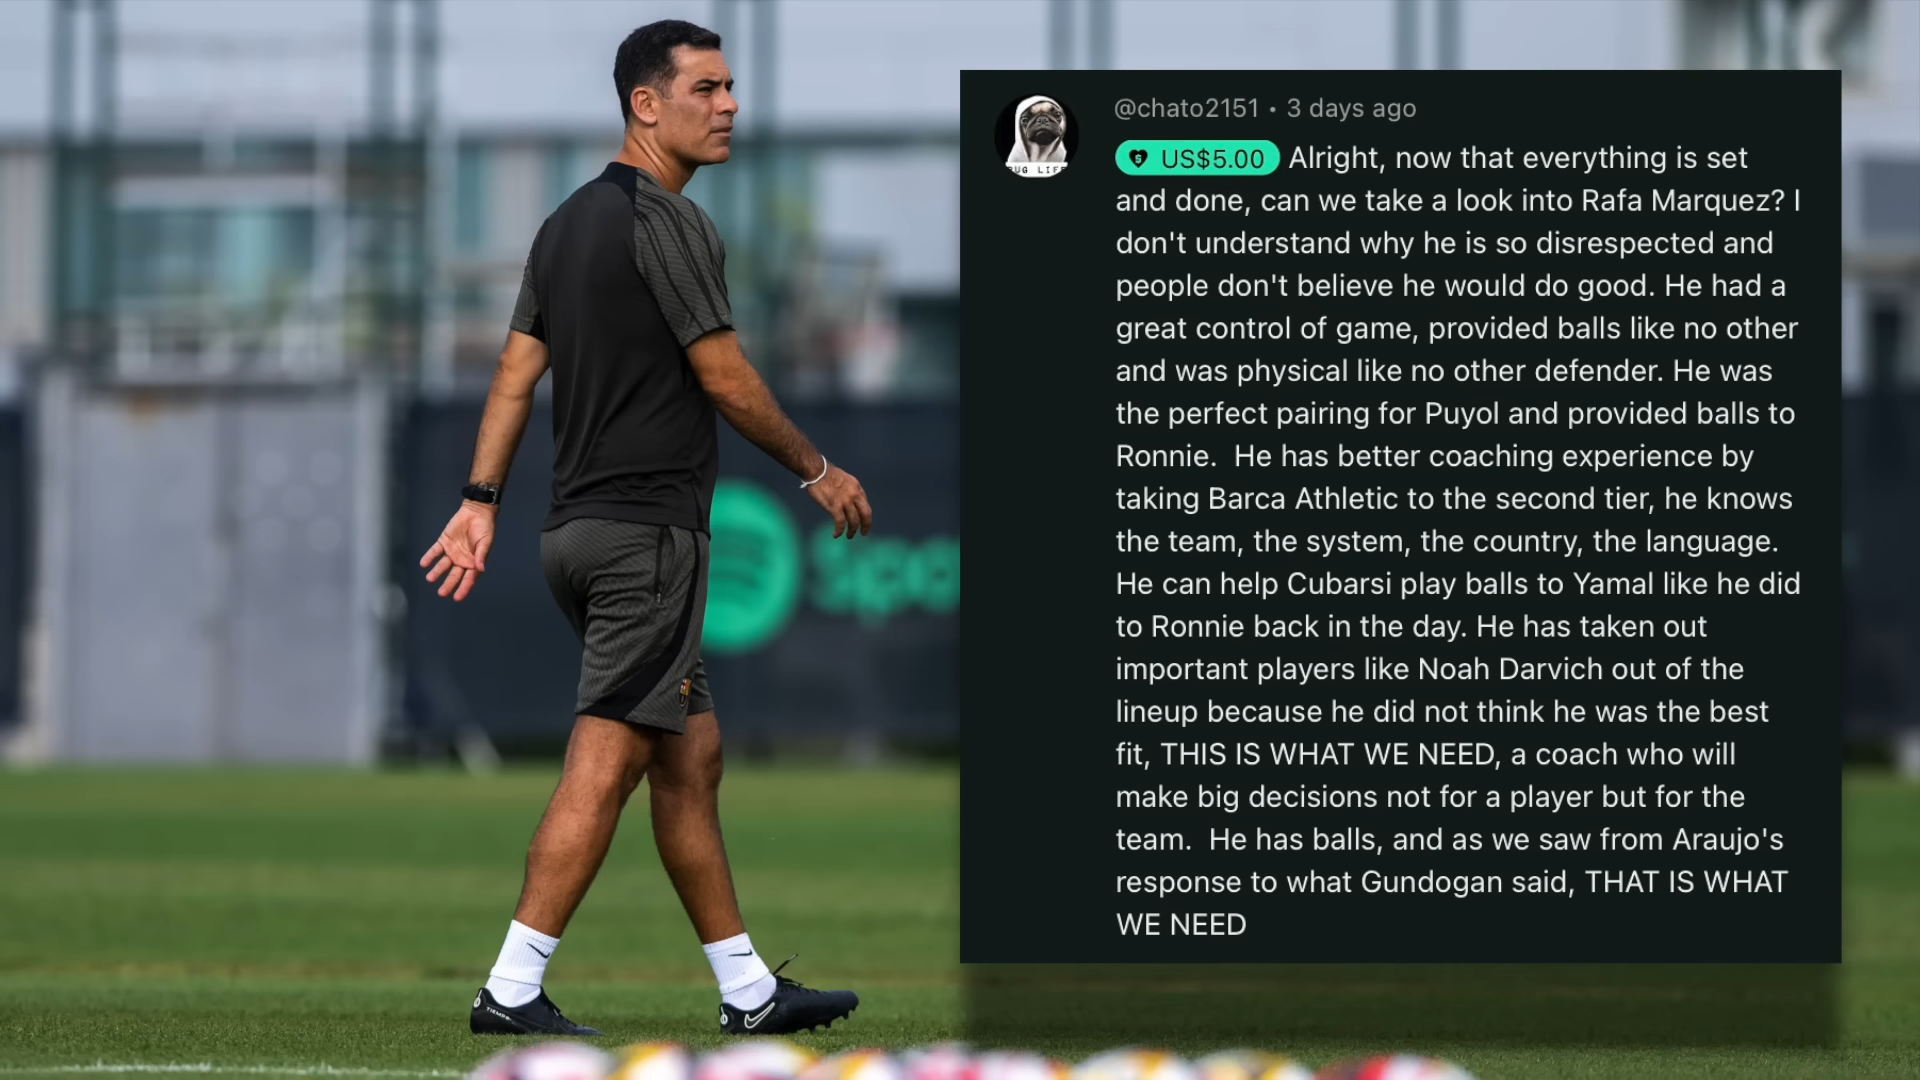 @chato2151 • 3 days ago
US$5.00 Alright, now that everything is set
and done, can we take a look into Rafa Marquez? I
don't understand why he is so disrespected and
people don't believe he would do good. He had a
great control of game, provided balls like no other
and was physical like no other defender. He was
the perfect pairing for Puyol and provided balls to
Ronnie.  He has better coaching experience by
taking Barca Athletic to the second tier, he knows
the team, the system, the country, the language.
He can help Cubarsi play balls to Yamal like he did
to Ronnie back in the day. He has taken out
important players like Noah Darvich out of the
lineup because he did not think he was the best
fit, THIS IS WHAT WE NEED, a coach who will
make big decisions not for a player but for the
team.  He has balls, and as we saw from Araujo's
response to what Gundogan said, THAT IS WHAT
WE NEED